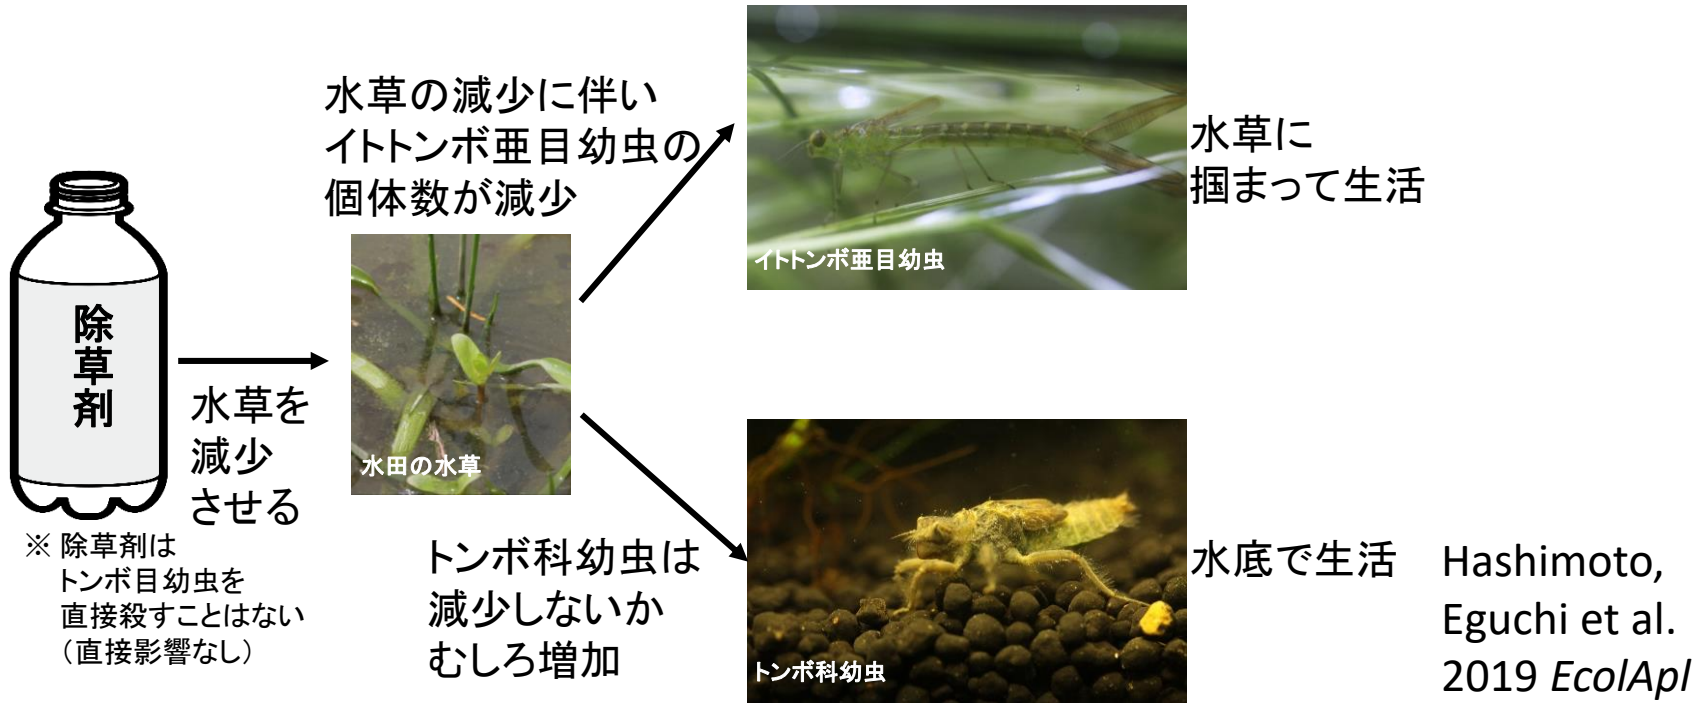 除草剤
※ 除草剤は
トンボ目幼虫を
直接殺すことはない
（直接影響なし）
水草を
減少
させる
水草の減少に伴い
イトトンボ亜目幼虫の
個体数が減少
水田の水草
トンボ科幼虫は
減少しないか
むしろ増加
イトトンボ亜目幼虫
水草に
掴まって生活
トンボ科幼虫
水底で生活
Hashimoto,
Eguchi et al.
2019 EcolApl